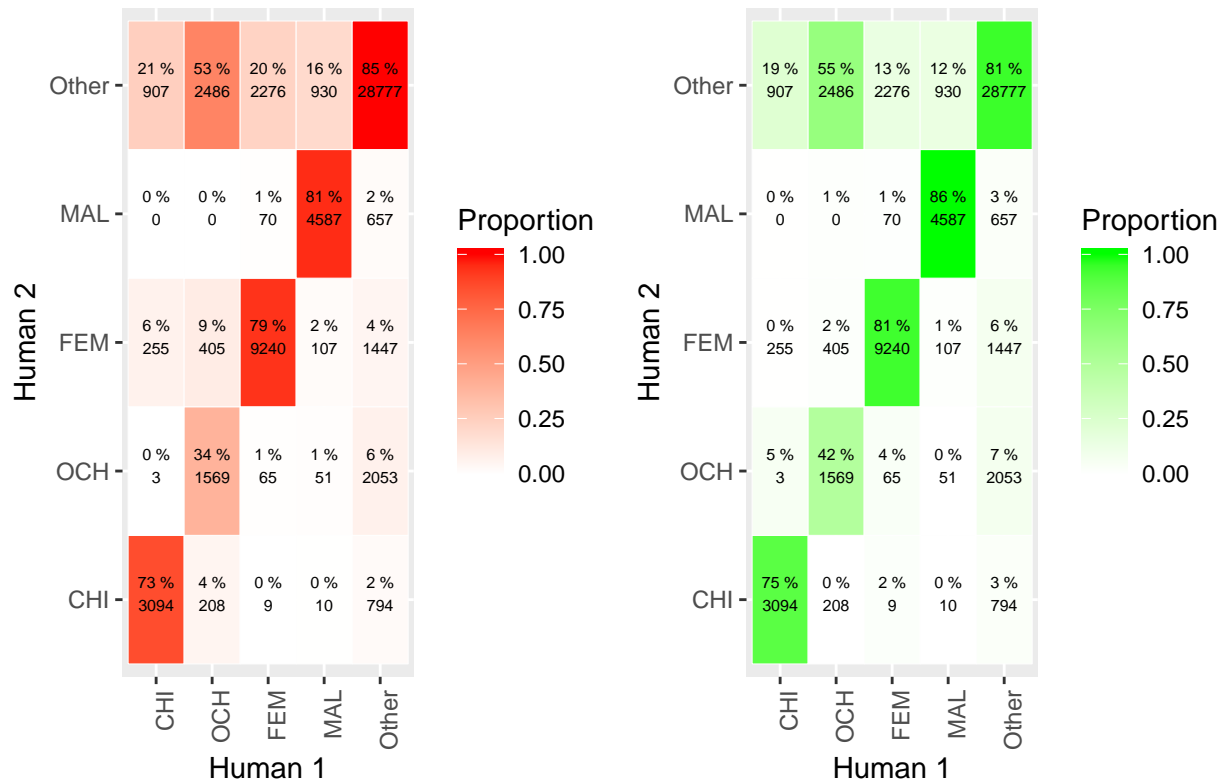 Other
MAL
FEM
OCH
CHI
Human 2
21 % 53 % 20 % 16 % 85 %
907 2486 2276 930 28777
0 % 0 % 1 % 81 % 2 %
0 0 70 4587 657
6 % 9 % 79 % 2 % 4 %
255 405 9240 107 1447
0 % 34 % 1 % 1 % 6 %
3 1569 65 51 2053
73 % 4 % 0 % 0 % 2 %
3094 208 9 10 794
CHI OCH FEM MAL Other
Human 1
Proportion
1.00
0.75
0.50
0.25
0.00
Other
MAL
FEM
OCH
CHI
Human 2
19 % 55 % 13 % 12 % 81 %
907 2486 2276 930 28777
0 % 1 % 1 % 86 % 3 %
0 0 70 4587 657
0 % 2 % 81 % 1 % 6 %
255 405 9240 107 1447
5 % 42 % 4 % 0 % 7 %
3 1569 65 51 2053
75 % 0 % 2 % 0 % 3 %
3094 208 9 10 794
CHI OCH FEM MAL Other
Human 1
Proportion
1.00
0.75
0.50
0.25
0.00